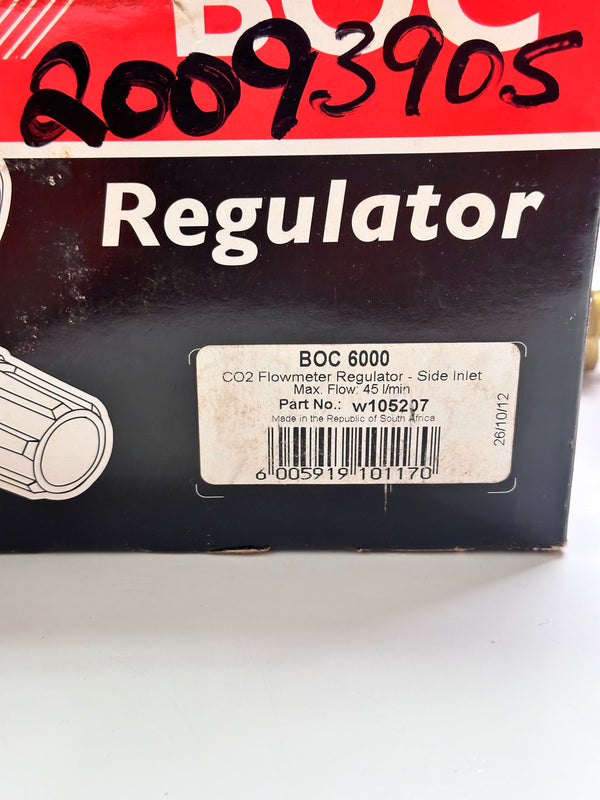 BOC
20093905
Regulator
BOC 6000
CO2 Flowmeter Regulator - Side Inlet
Max. Flow: 45 l/min
Part No.: w105207
Made in the Republic of South Africa
6 005919 101170
26/10/12